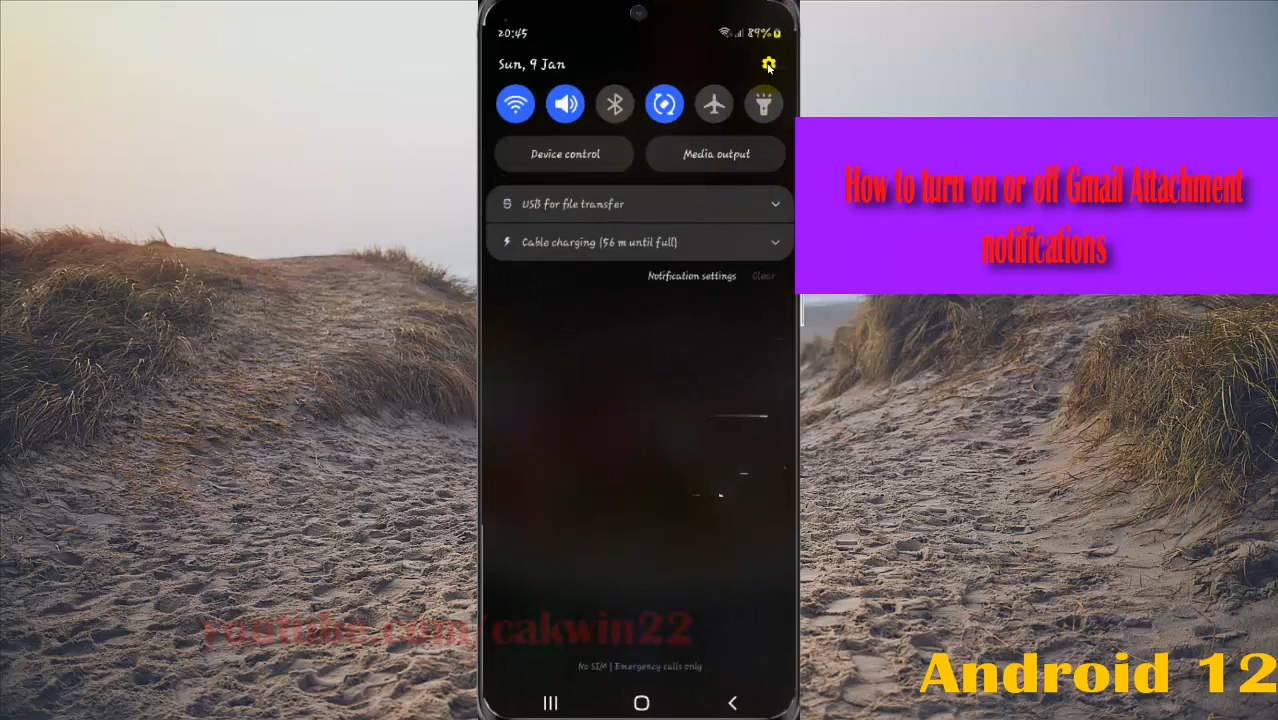 20:45
89%
Sun, 9 Jan
Device control
Media output
USB for file transfer
Cable charging (56 m until full)
Notification settings
Clear
How to turn on or off Gmail Attachment
notifications
youtube.com/cakwin22
No SIM | Emergency calls only
Android 12